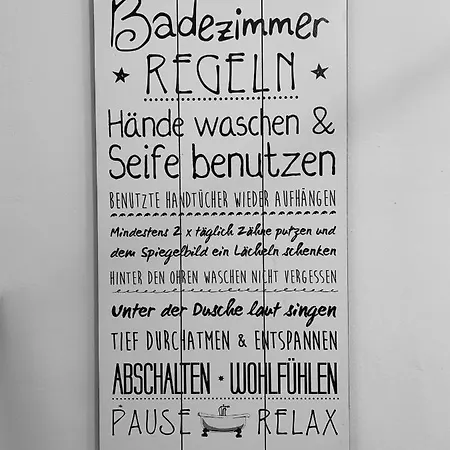 Badezimmer
REGELN
Hände waschen &
Seife benutzen
BENUTZTE HANDTÜCHER WIEDER AUFHÄNGEN
Mindestens 2 x täglich Zähne putzen und
dem Spiegelbild ein Lächeln schenken
HINTER DEN OHREN WASCHEN NICHT VERGESSEN
Unter der Dusche laut singen
TIEF DURCHATMEN & ENTSPANNEN
ABSCHALTEN • WOHLFÜHLEN
PAUSE RELAX